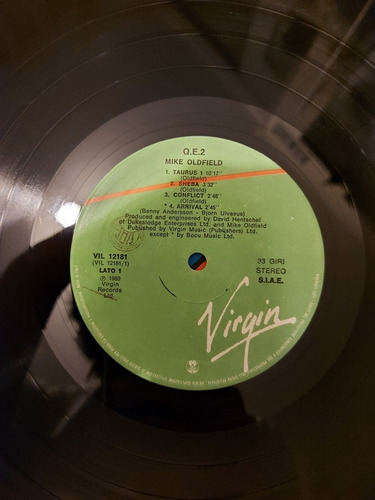 Q.E.2
MIKE OLDFIELD
1. TAURUS 1 10'17"
(Oldfield)
2. SHEBA 3'32"
(Oldfield)
3. CONFLICT 2'48"
(Oldfield)
* 4. ARRIVAL 2'45"
(Benny Andersson - Bjorn Ulvaeus)
Produced and engineered by David Hentschel
of Dukeslodge Enterprises Ltd. and Mike Oldfield
Published by Virgin Music (Publishers) Ltd.
except * by Bocu Music Ltd.
VIL 12181
(VIL 12181/1)
LATO 1
℗ 1980
Virgin
Records
Ltd.
33 GIRI
STEREO
S.I.A.E.
Virgin